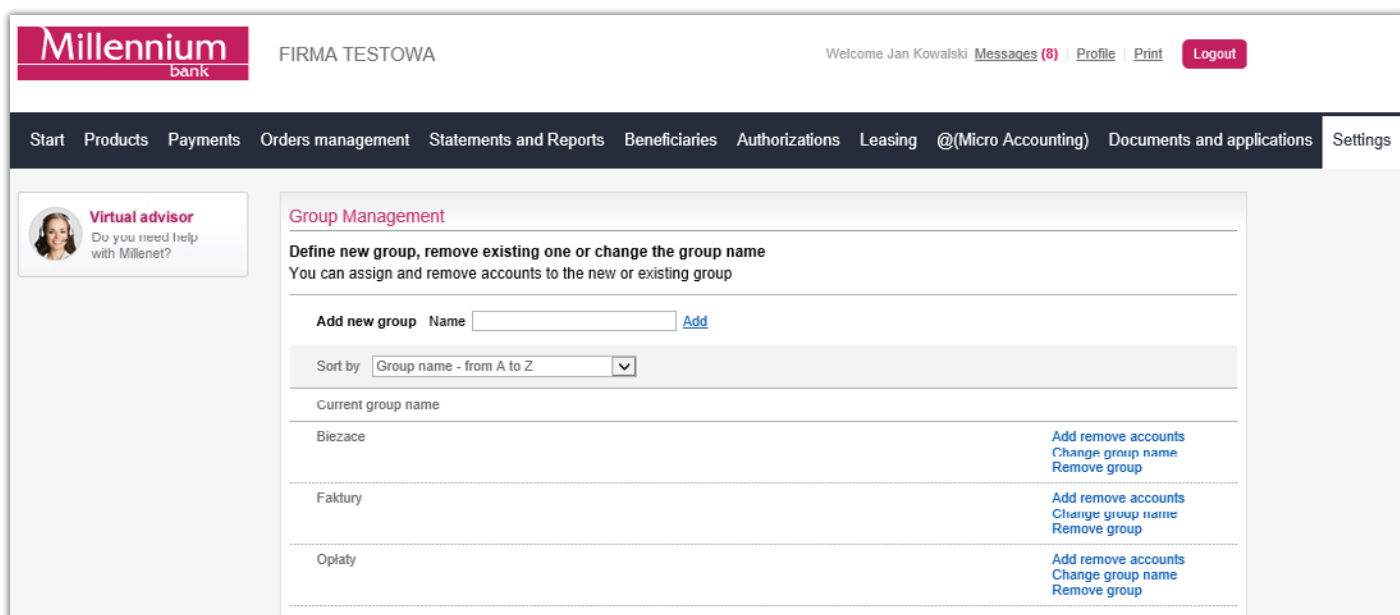 Millennium
bank
FIRMA TESTOWA
Welcome Jan Kowalski Messages (8) | Profile | Print Logout
Start Products Payments Orders management Statements and Reports Beneficiaries Authorizations Leasing @(Micro Accounting) Documents and applications Settings
Virtual advisor
Do you need help
with Millenet?
Group Management
Define new group, remove existing one or change the group name
You can assign and remove accounts to the new or existing group
Add new group Name Add
Sort by Group name - from A to Z
Current group name
Biezace Add remove accounts
Change group name
Remove group
Faktury Add remove accounts
Change group name
Remove group
Opłaty Add remove accounts
Change group name
Remove group